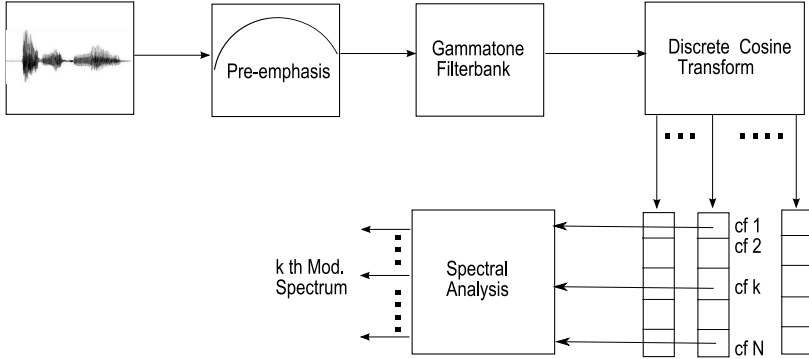 Pre-emphasis
Gammatone
Filterbank
Discrete Cosine
Transform
k th Mod.
Spectrum
Spectral
Analysis
cf 1
cf 2
cf k
cf N